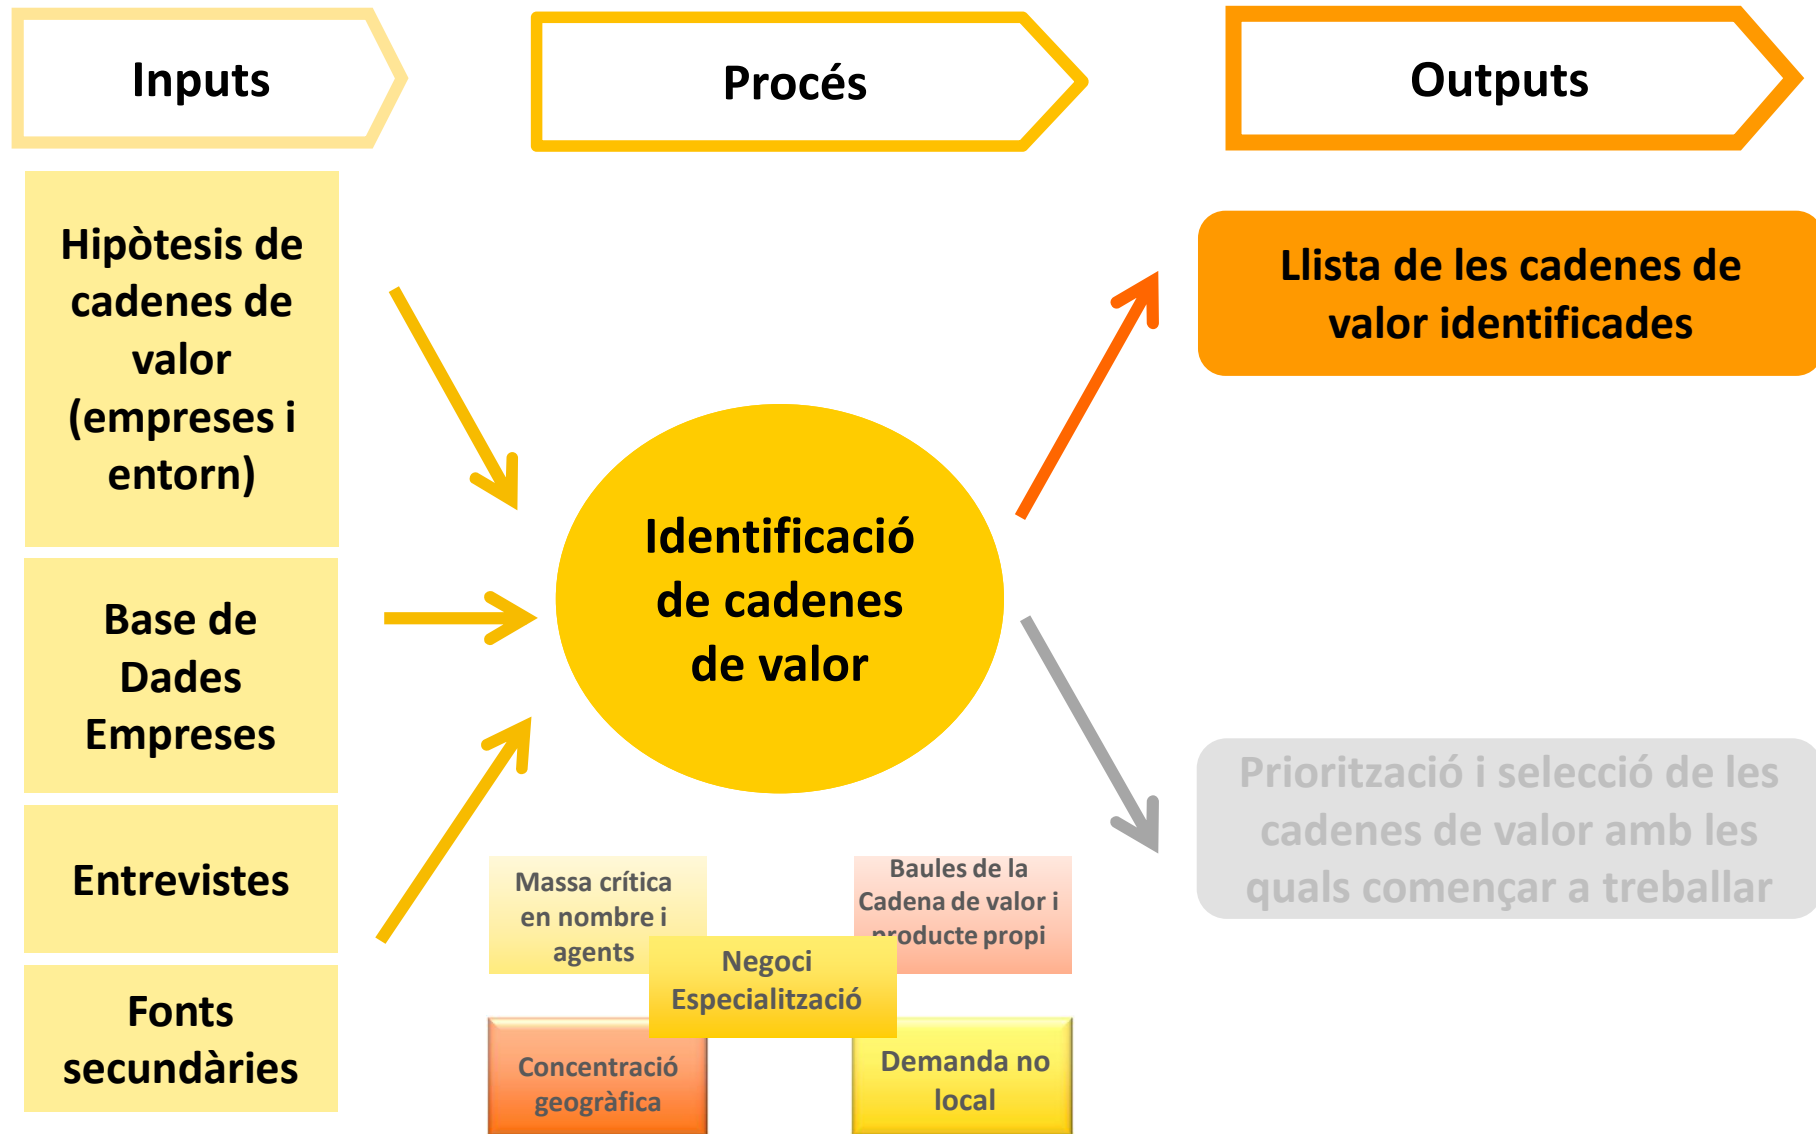 Inputs
Procés
Outputs
Hipòtesis de
cadenes de
valor
(empreses i
entorn)
Base de
Dades
Empreses
Entrevistes
Fonts
secundàries
Identificació
de cadenes
de valor
Massa crítica
en nombre i
agents
Baules de la
Cadena de valor i
producte propi
Negoci
Especialització
Concentració
geogràfica
Demanda no
local
Llista de les cadenes de
valor identificades
Priorització i selecció de les
cadenes de valor amb les
quals començar a treballar